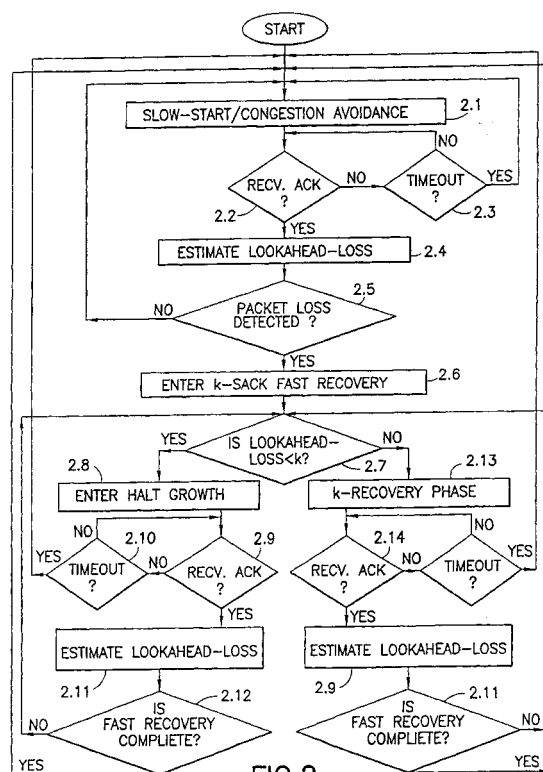 START
SLOW-START/CONGESTION AVOIDANCE
2.1
NO
RECV. ACK
?
2.2
NO
TIMEOUT
?
2.3
YES
YES
ESTIMATE LOOKAHEAD-LOSS
2.4
2.5
PACKET LOSS
DETECTED ?
NO
YES
ENTER k-SACK FAST RECOVERY
2.6
YES
IS LOOKAHEAD-
LOSS<k?
2.7
NO
2.8
ENTER HALT GROWTH
2.13
k-RECOVERY PHASE
NO
2.10
2.9
YES
TIMEOUT
?
NO
RECV. ACK
?
YES
NO
2.14
RECV. ACK
?
NO
TIMEOUT
?
YES
YES
ESTIMATE LOOKAHEAD-LOSS
2.11
ESTIMATE LOOKAHEAD-LOSS
2.9
2.12
IS
FAST RECOVERY
COMPLIETE?
NO
YES
2.11
IS
FAST RECOVERY
COMPLIETE?
NO
YES